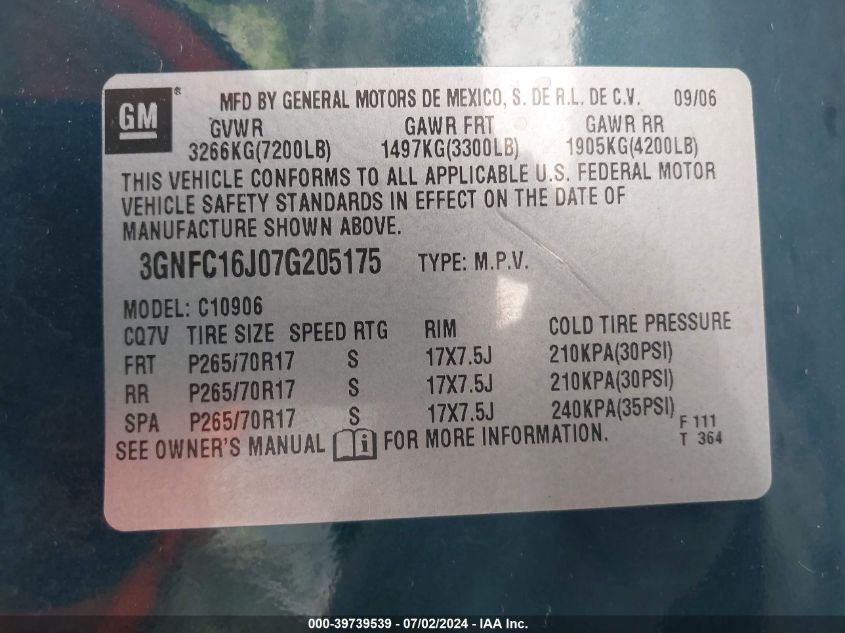 GM® MFD BY GENERAL MOTORS DE MEXICO, S. DE R.L. DE C.V. 09/06
GVWR GAWR FRT GAWR RR
3266KG(7200LB) 1497KG(3300LB) 1905KG(4200LB)
THIS VEHICLE CONFORMS TO ALL APPLICABLE U.S. FEDERAL MOTOR
VEHICLE SAFETY STANDARDS IN EFFECT ON THE DATE OF
MANUFACTURE SHOWN ABOVE.
3GNFC16J07G205175 TYPE: M.P.V.
MODEL: C10906
CQ7V TIRE SIZE SPEED RTG RIM COLD TIRE PRESSURE
FRT P265/70R17 S 17X7.5J 210KPA(30PSI)
RR P265/70R17 S 17X7.5J 210KPA(30PSI)
SPA P265/70R17 S 17X7.5J 240KPA(35PSI)
F 111
SEE OWNER'S MANUAL i FOR MORE INFORMATION.
T 364
000-39739539 - 07/02/2024 - IAA Inc.